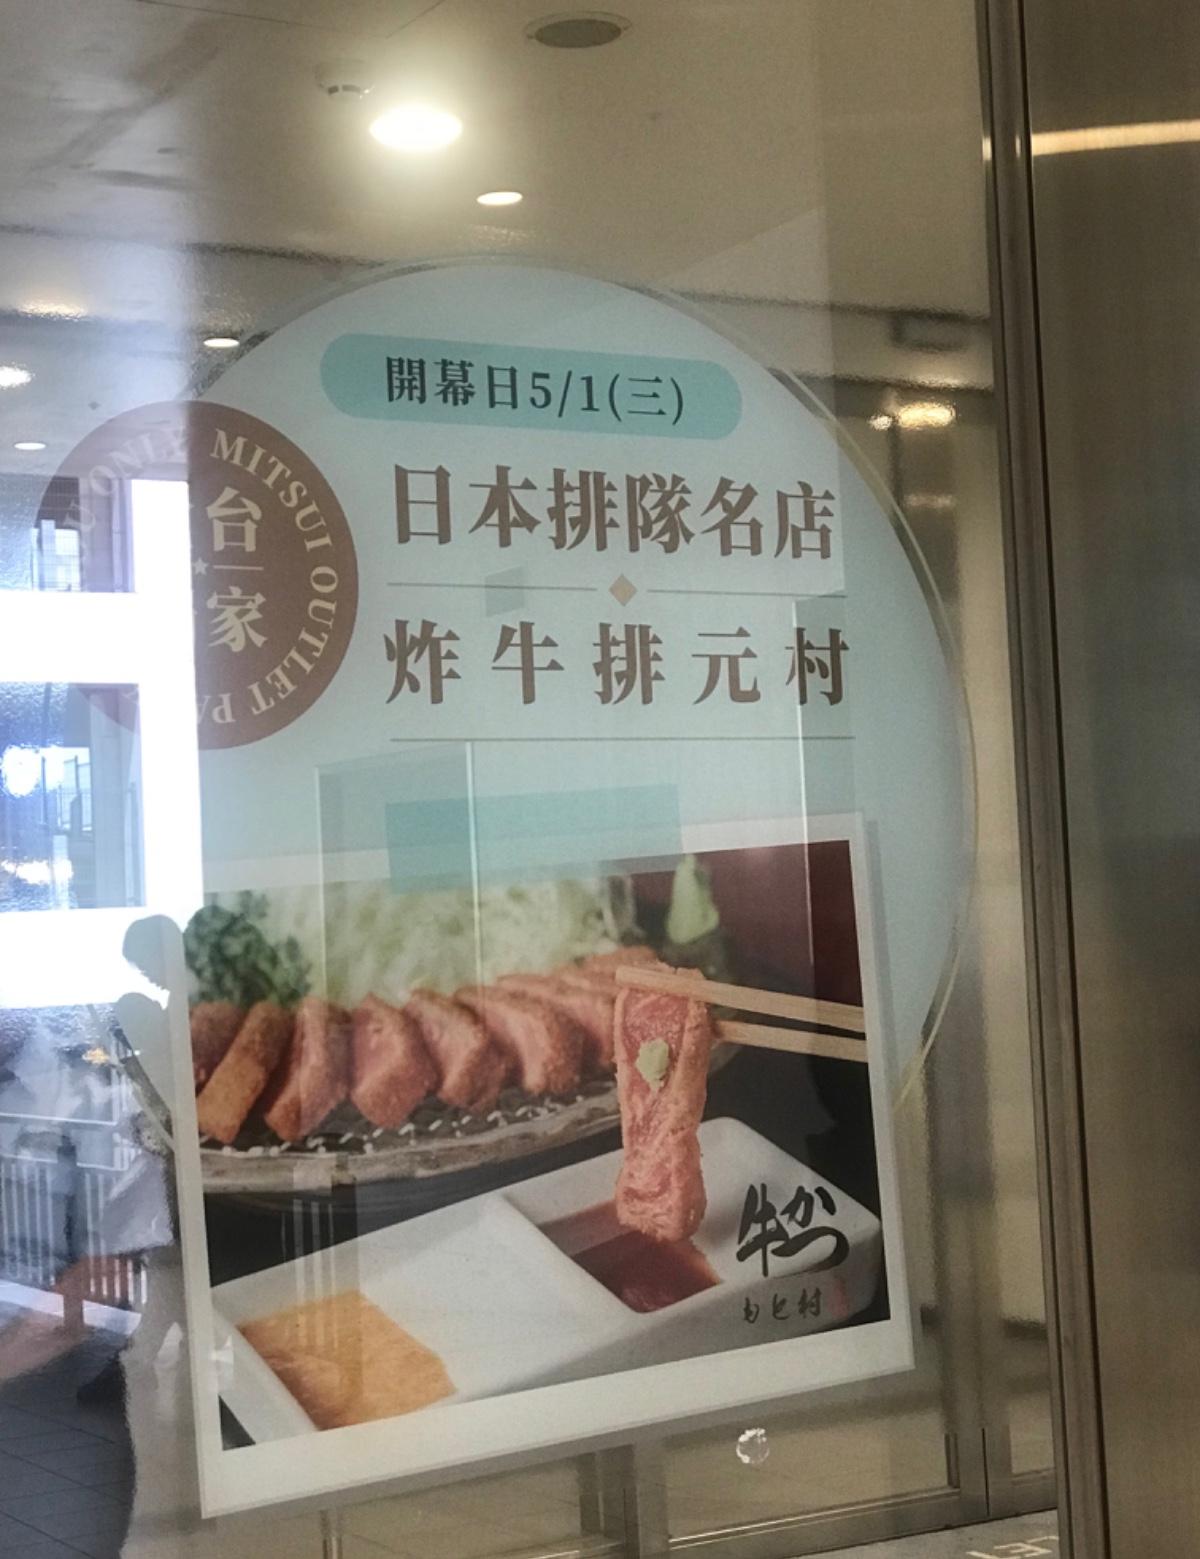 開幕日5/1(三)
ONLY MITSUI OUTLET PA
台
家
日本排隊名店
炸牛排元村
牛かつ
もと村